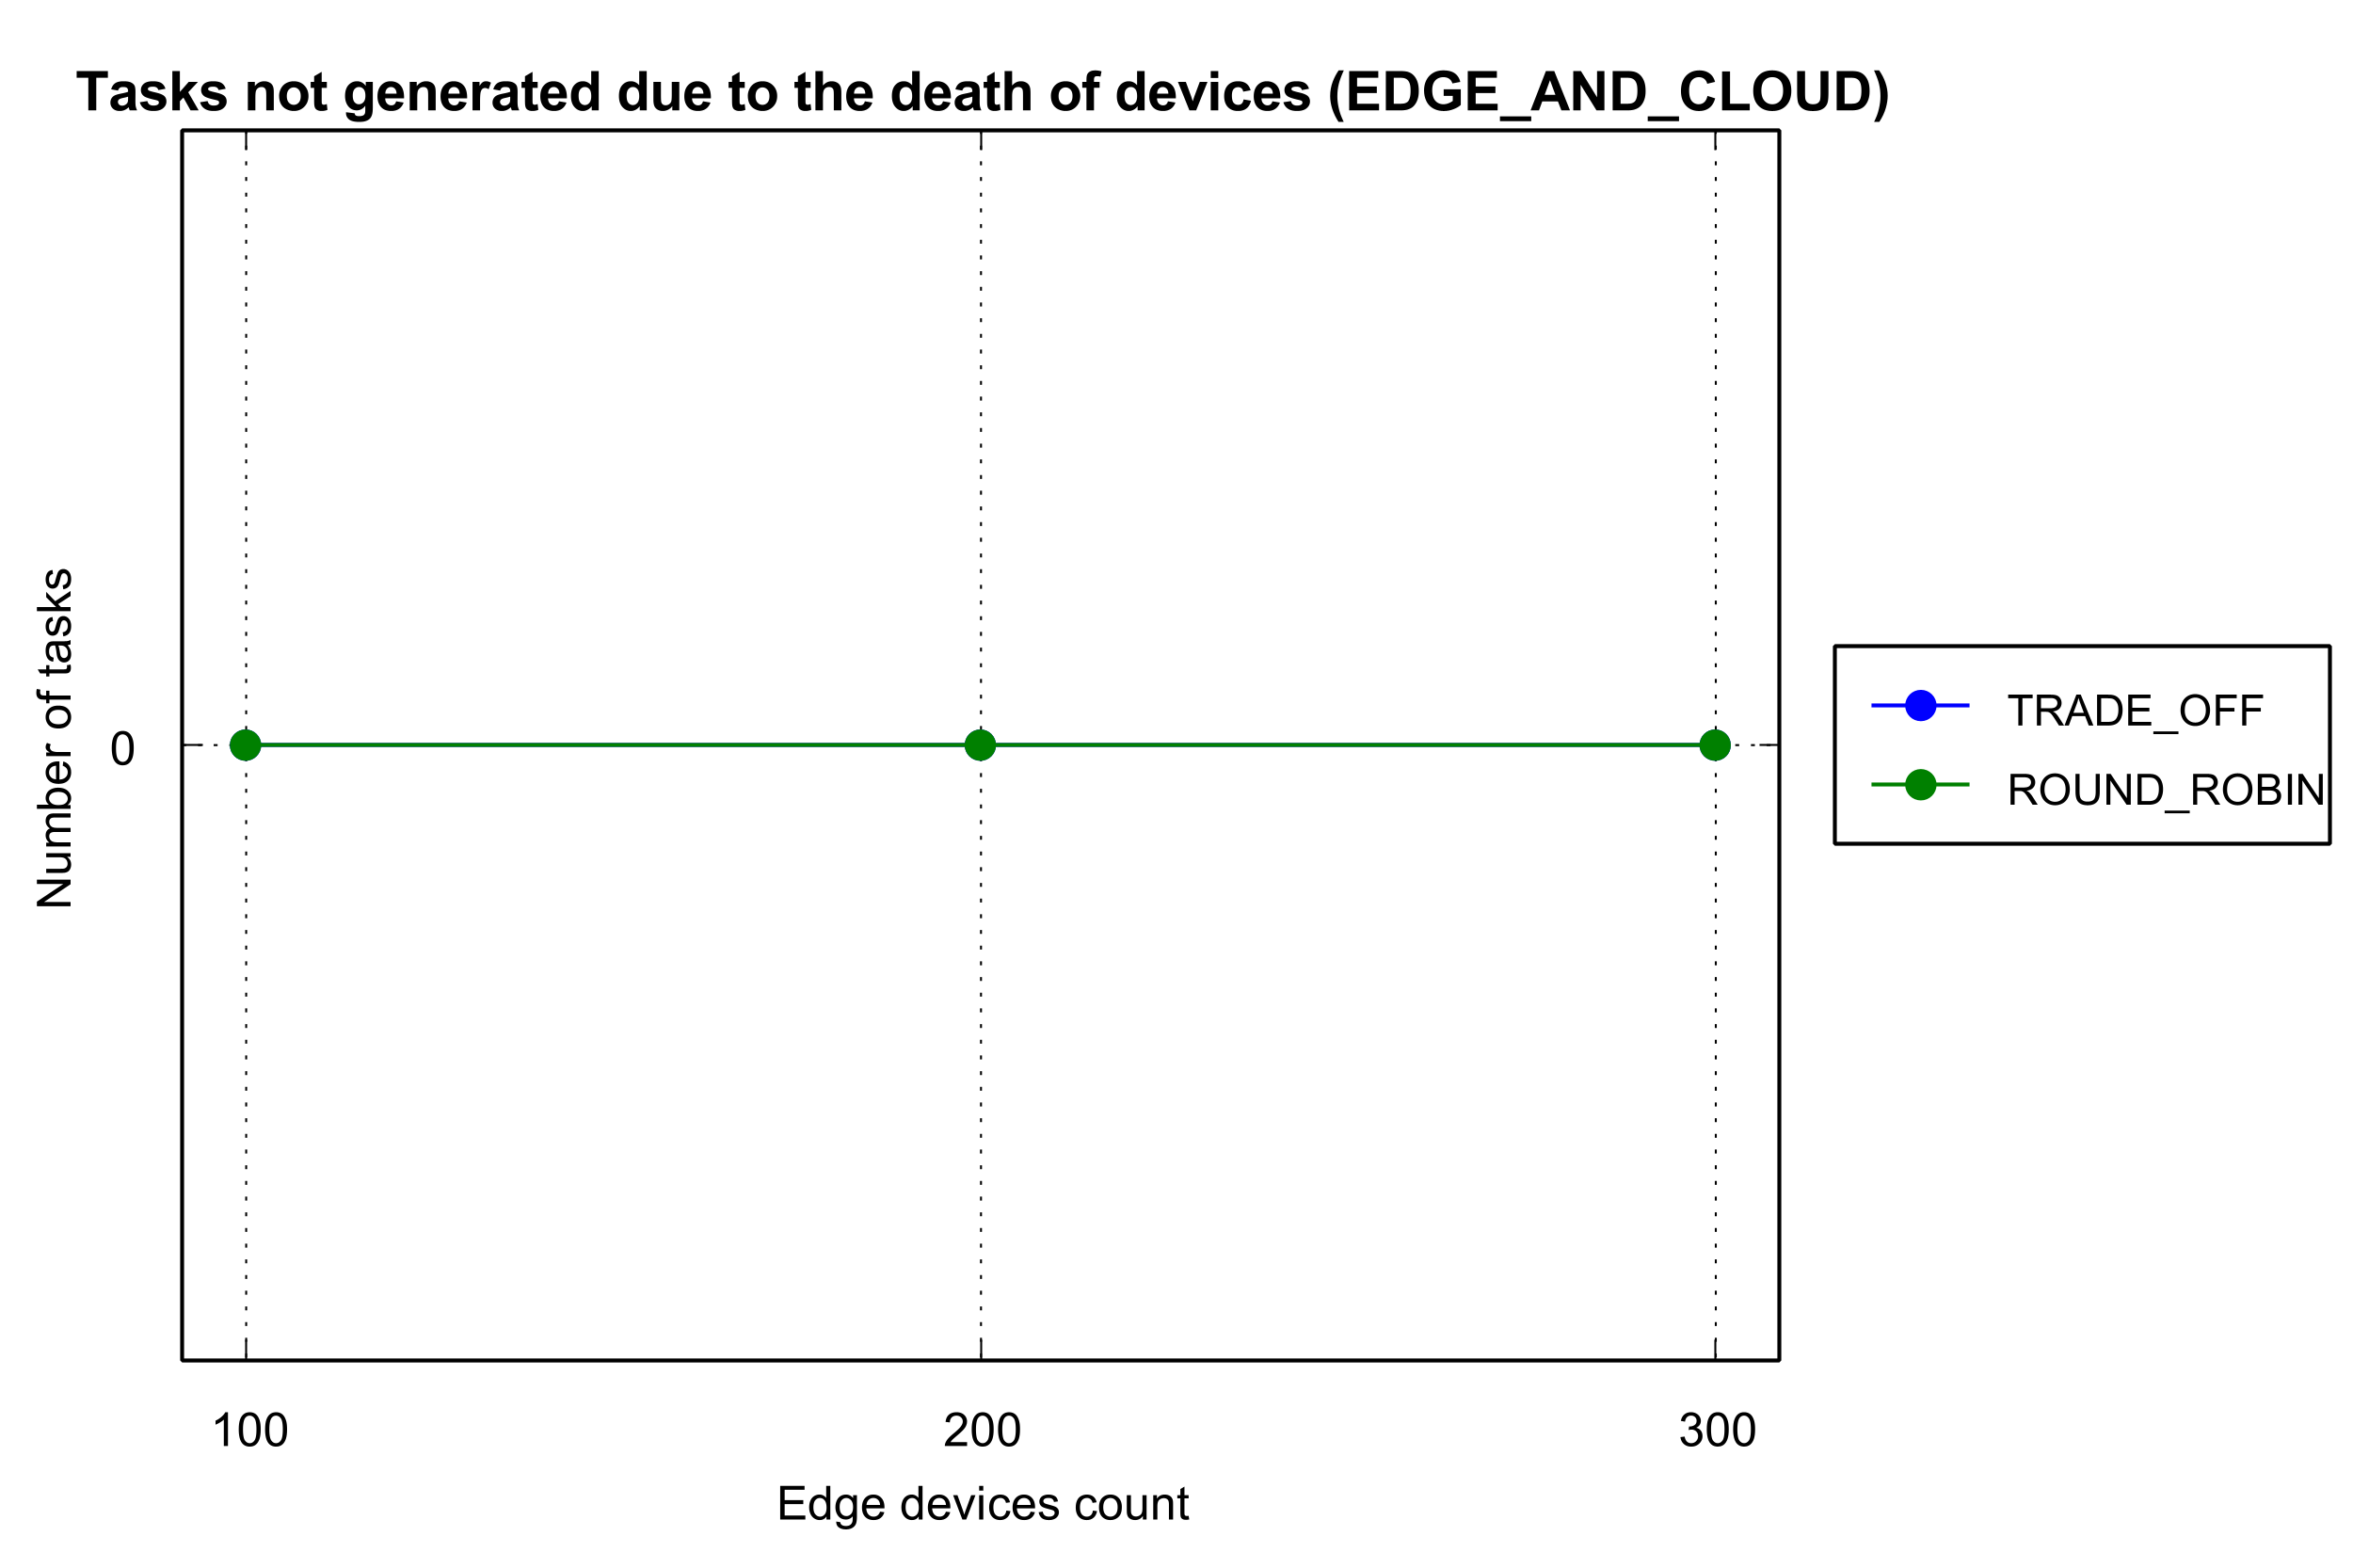 Tasks not generated due to the death of devices (EDGE_AND_CLOUD)
Number of tasks
0
TRADE_OFF
ROUND_ROBIN
100 200 300
Edge devices count